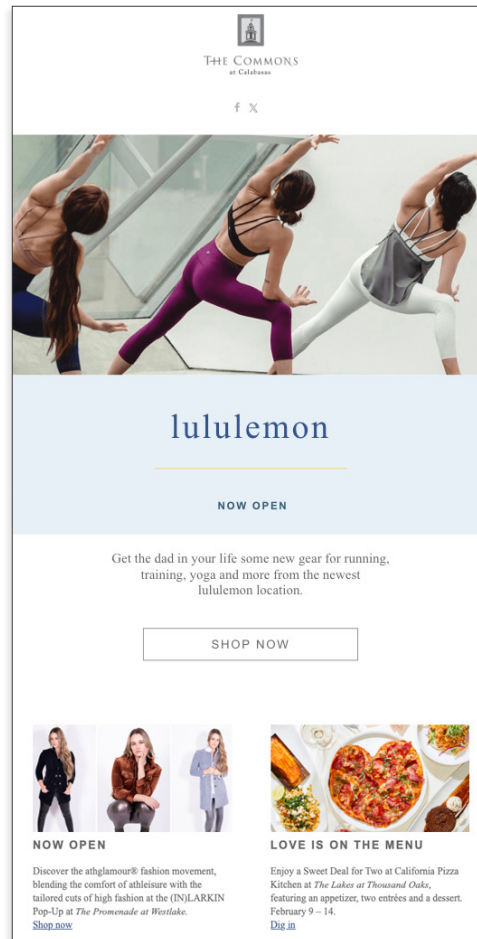 THE COMMONS
at Calabasas
f X
lululemon
NOW OPEN
Get the dad in your life some new gear for running,
training, yoga and more from the newest
lululemon location.
SHOP NOW
NOW OPEN
Discover the athglamour® fashion movement,
blending the comfort of athleisure with the
tailored cuts of high fashion at the (IN)LARKIN
Pop-Up at The Promenade at Westlake.
Shop now
LOVE IS ON THE MENU
Enjoy a Sweet Deal for Two at California Pizza
Kitchen at The Lakes at Thousand Oaks,
featuring an appetizer, two entrées and a dessert.
February 9 – 14.
Dig in